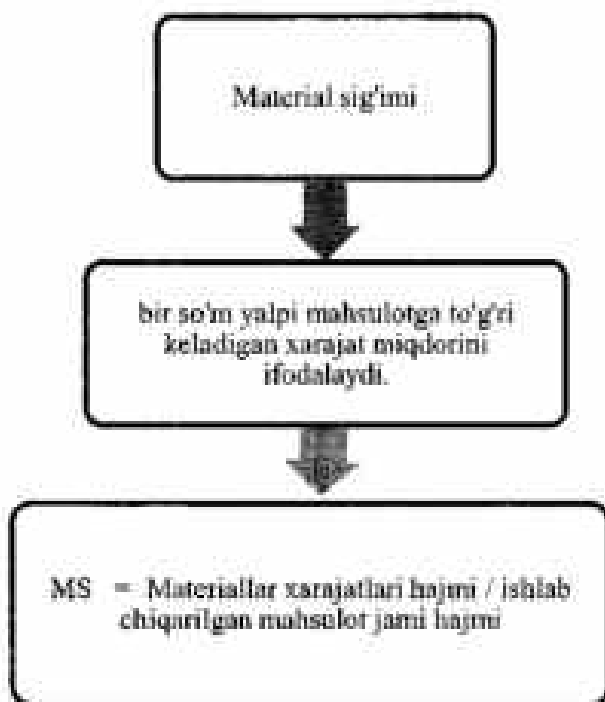 Material sig'imi
bir so'm yalpi mahsulotga to'g'ri
keladigan xarajat miqdorini
ifodalaydi.
MS = Materiallar xarajatlari hajmi / ishlab
chiqarilgan mahsulot jami hajmi